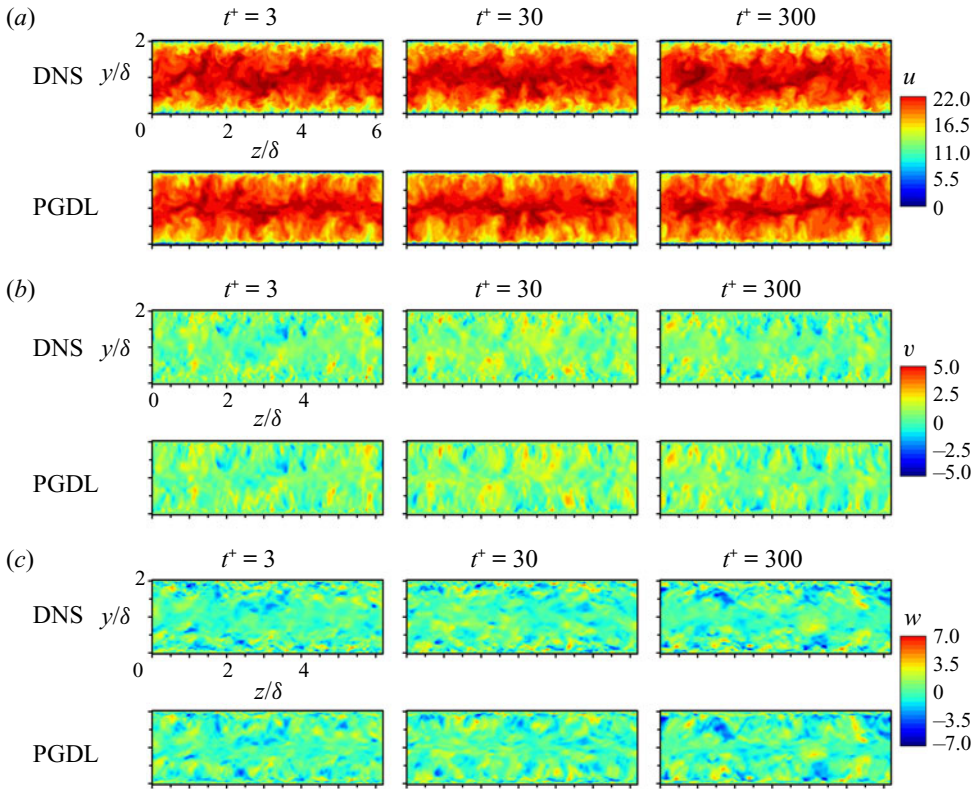 (a) t⁺ = 3 t⁺ = 30 t⁺ = 300
DNS y/δ 2
0 2 4 6
z/δ
PGDL
u
22.0
16.5
11.0
5.5
0
(b) t⁺ = 3 t⁺ = 30 t⁺ = 300
DNS y/δ 2
0 2 4
z/δ
PGDL
v
5.0
2.5
0
−2.5
−5.0
(c) t⁺ = 3 t⁺ = 30 t⁺ = 300
DNS y/δ 2
0 2 4
z/δ
PGDL
w
7.0
3.5
0
−3.5
−7.0